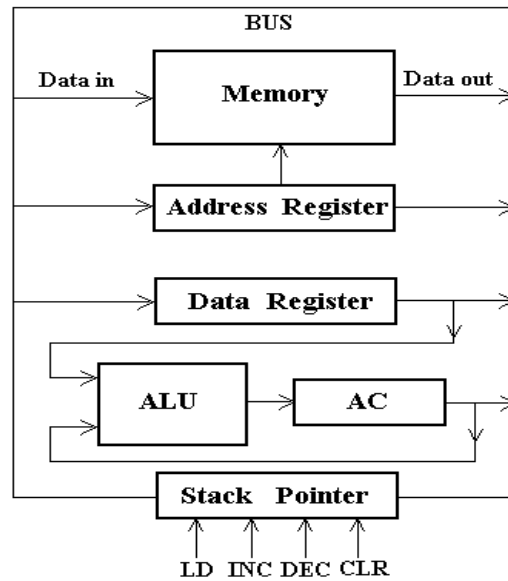 BUS
Data in
Memory
Data out
Address Register
Data Register
ALU
AC
Stack Pointer
LD INC DEC CLR